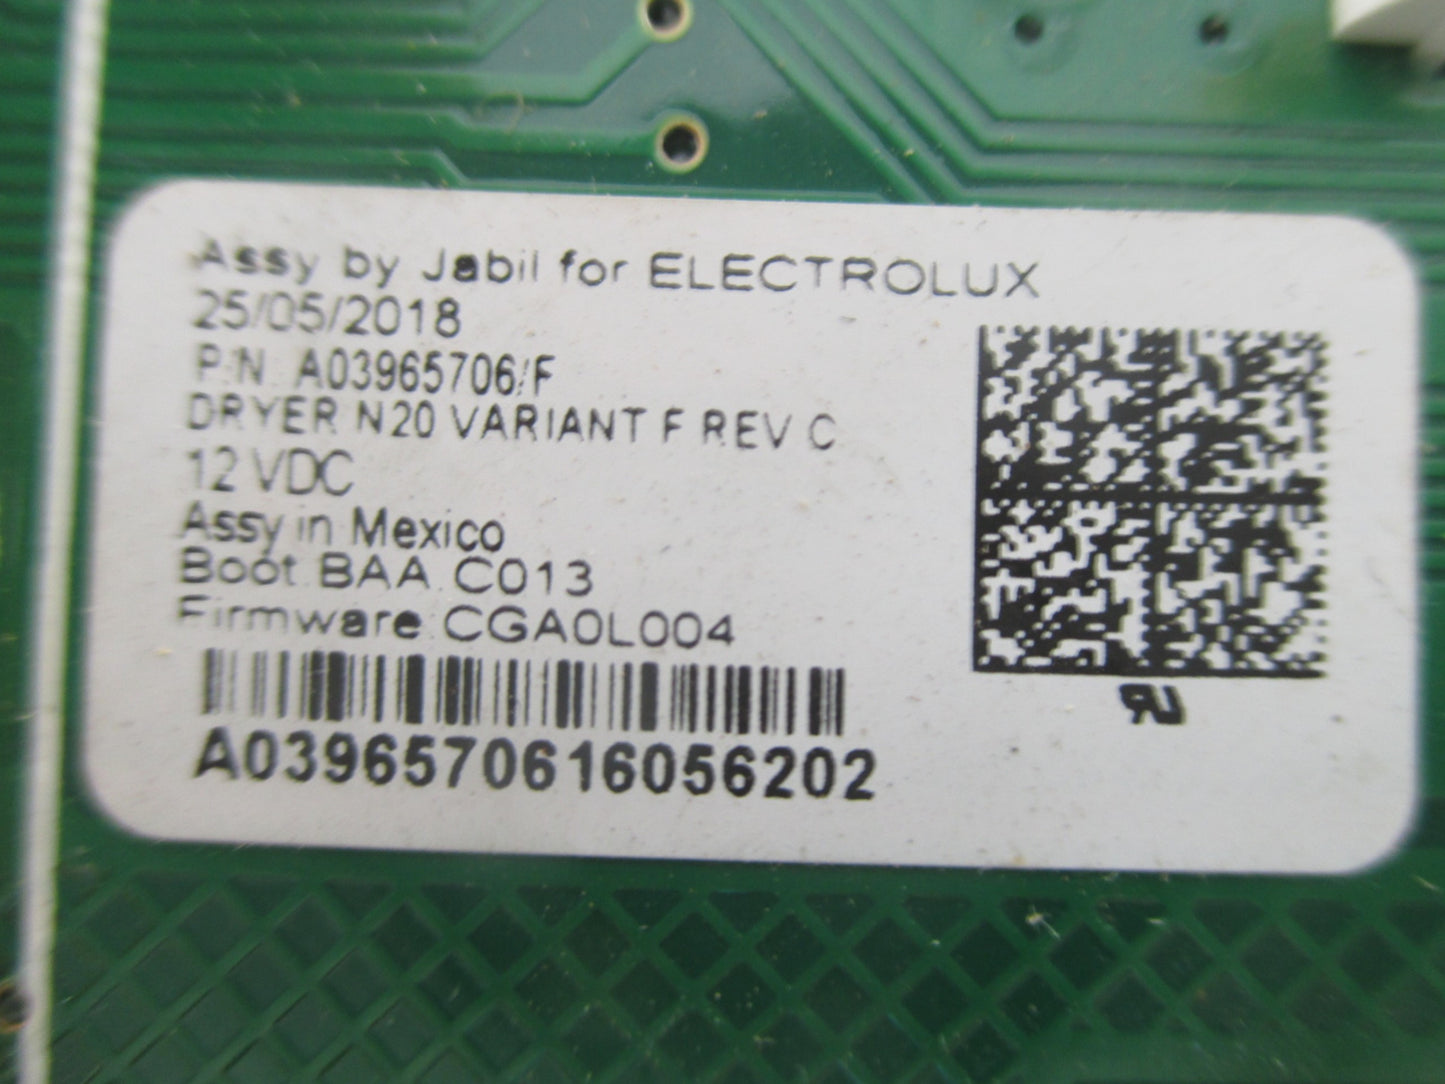 Assy by Jabil for ELECTROLUX
25/05/2018
P/N: A03965706/F
DRYER N20 VARIANT F REV C
12 VDC
Assy in Mexico
Boot: BAA C013
Firmware: CGA0L004
A0396570616056202